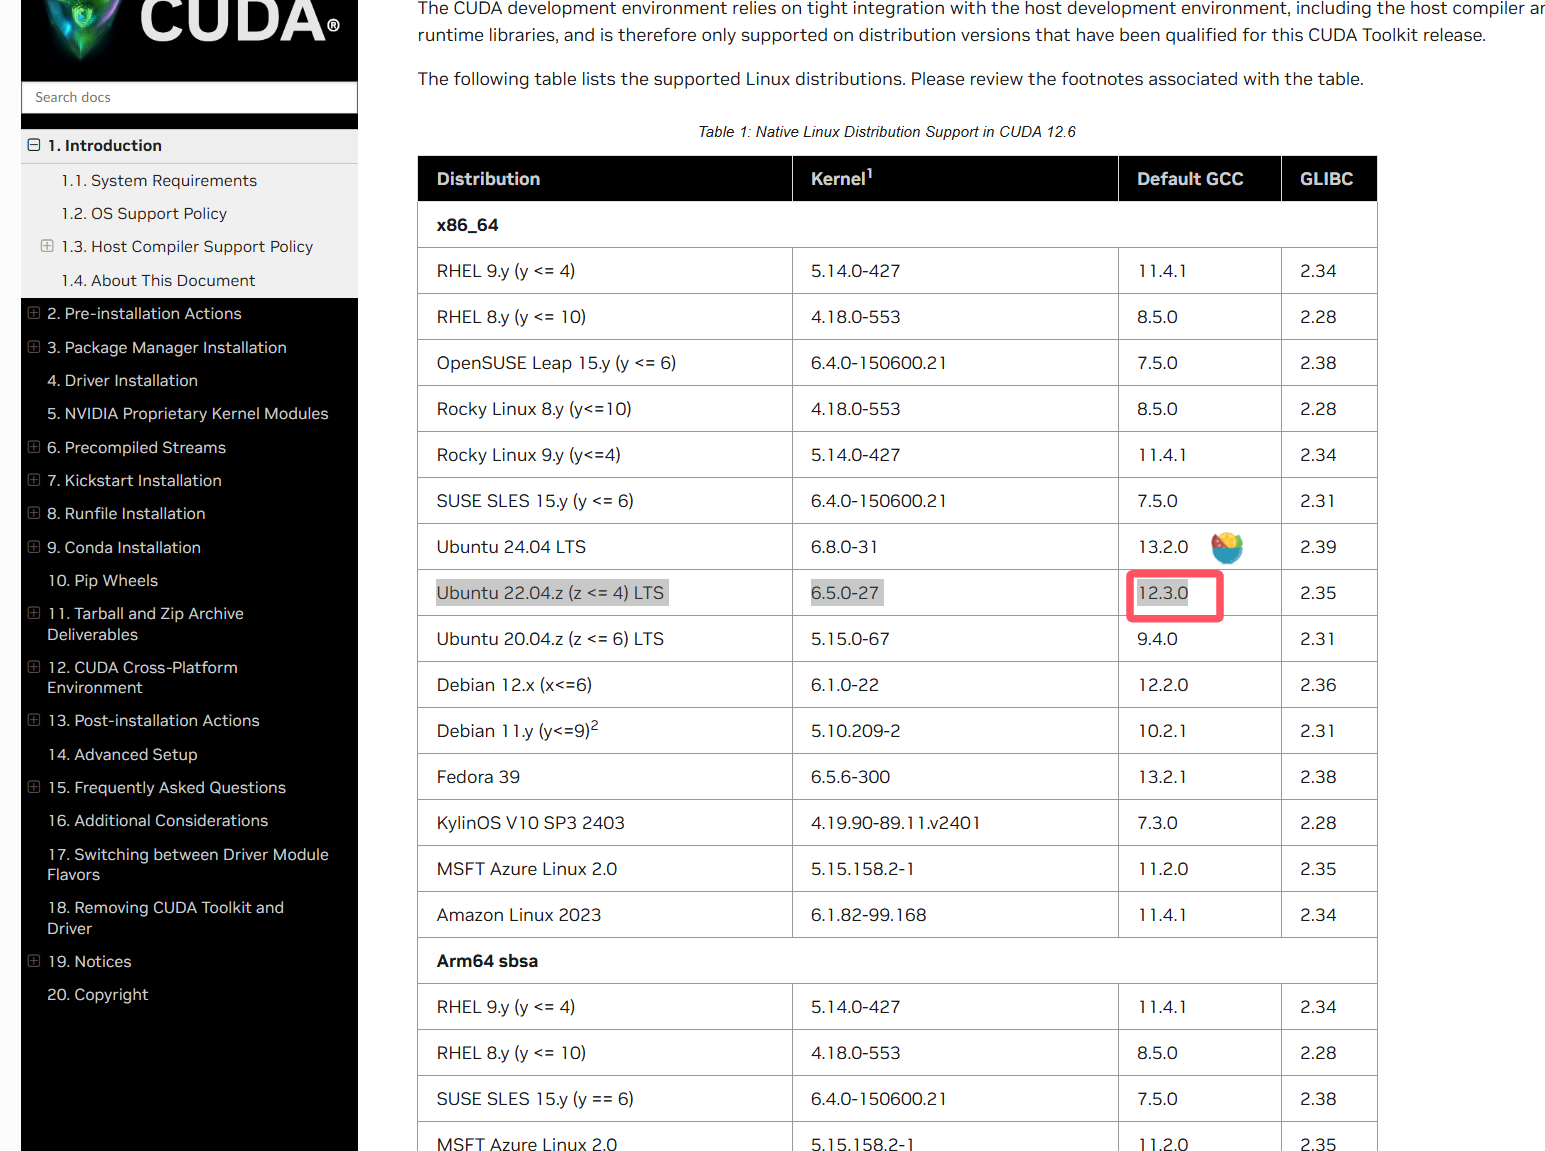 CUDA®
Search docs
1. Introduction
1.1. System Requirements
1.2. OS Support Policy
1.3. Host Compiler Support Policy
1.4. About This Document
2. Pre-installation Actions
3. Package Manager Installation
4. Driver Installation
5. NVIDIA Proprietary Kernel Modules
6. Precompiled Streams
7. Kickstart Installation
8. Runfile Installation
9. Conda Installation
10. Pip Wheels
11. Tarball and Zip Archive
Deliverables
12. CUDA Cross-Platform
Environment
13. Post-installation Actions
14. Advanced Setup
15. Frequently Asked Questions
16. Additional Considerations
17. Switching between Driver Module
Flavors
18. Removing CUDA Toolkit and
Driver
19. Notices
20. Copyright
The CUDA development environment relies on tight integration with the host development environment, including the host compiler
runtime libraries, and is therefore only supported on distribution versions that have been qualified for this CUDA Toolkit release.
The following table lists the supported Linux distributions. Please review the footnotes associated with the table.
Table 1: Native Linux Distribution Support in CUDA 12.6
Distribution Kernel1 Default GCC GLIBC
x86_64
RHEL 9.y (y <= 4) 5.14.0-427 11.4.1 2.34
RHEL 8.y (y <= 10) 4.18.0-553 8.5.0 2.28
OpenSUSE Leap 15.y (y <= 6) 6.4.0-150600.21 7.5.0 2.38
Rocky Linux 8.y (y<=10) 4.18.0-553 8.5.0 2.28
Rocky Linux 9.y (y<=4) 5.14.0-427 11.4.1 2.34
SUSE SLES 15.y (y <= 6) 6.4.0-150600.21 7.5.0 2.31
Ubuntu 24.04 LTS 6.8.0-31 13.2.0 2.39
Ubuntu 22.04.z (z <= 4) LTS 6.5.0-27 12.3.0 2.35
Ubuntu 20.04.z (z <= 6) LTS 5.15.0-67 9.4.0 2.31
Debian 12.x (x<=6) 6.1.0-22 12.2.0 2.36
Debian 11.y (y<=9)2 5.10.209-2 10.2.1 2.31
Fedora 39 6.5.6-300 13.2.1 2.38
KylinOS V10 SP3 2403 4.19.90-89.11.v2401 7.3.0 2.28
MSFT Azure Linux 2.0 5.15.158.2-1 11.2.0 2.35
Amazon Linux 2023 6.1.82-99.168 11.4.1 2.34
Arm64 sbsa
RHEL 9.y (y <= 4) 5.14.0-427 11.4.1 2.34
RHEL 8.y (y <= 10) 4.18.0-553 8.5.0 2.28
SUSE SLES 15.y (y == 6) 6.4.0-150600.21 7.5.0 2.38
MSFT Azure Linux 2.0 5.15.158.2-1 11.2.0 2.35